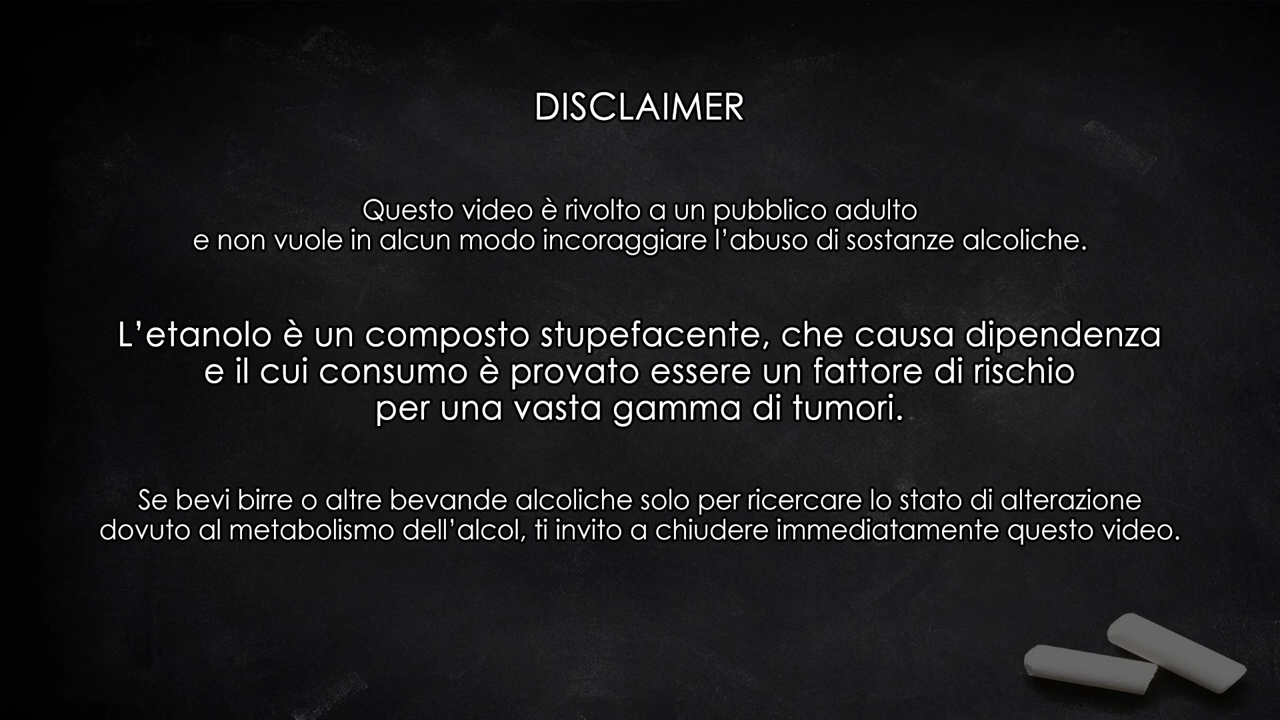 DISCLAIMER
Questo video è rivolto a un pubblico adulto
e non vuole in alcun modo incoraggiare l’abuso di sostanze alcoliche.
L’etanolo è un composto stupefacente, che causa dipendenza
e il cui consumo è provato essere un fattore di rischio
per una vasta gamma di tumori.
Se bevi birre o altre bevande alcoliche solo per ricercare lo stato di alterazione
dovuto al metabolismo dell’alcol, ti invito a chiudere immediatamente questo video.